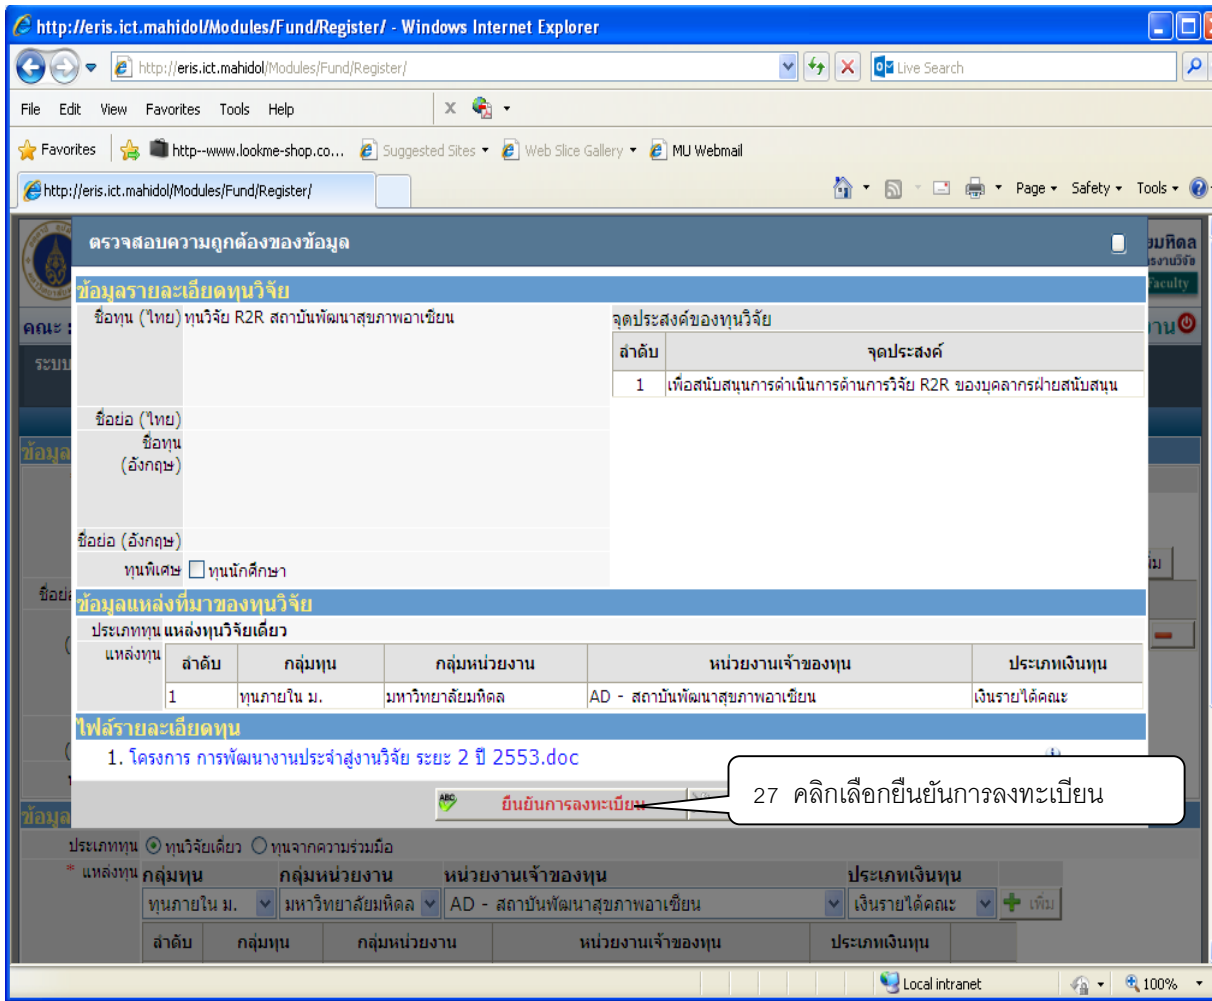 http://eris.ict.mahidol/Modules/Fund/Register/ - Windows Internet Explorer
http://eris.ict.mahidol/Modules/Fund/Register/
Live Search
File Edit View Favorites Tools Help
Favorites http--www.lookme-shop.co... Suggested Sites Web Slice Gallery MU Webmail
http://eris.ict.mahidol/Modules/Fund/Register/
Page Safety Tools
ตรวจสอบความถูกต้องของข้อมูล
Faculty
คณะ :
ระบบ
ข้อมูลรายละเอียดทุนวิจัย
ชื่อทุน (ไทย) ทุนวิจัย R2R สถาบันพัฒนาสุขภาพอาเซียน
จุดประสงค์ของทุนวิจัย
ลำดับ จุดประสงค์
1 เพื่อสนับสนุนการดำเนินการด้านการวิจัย R2R ของบุคลากรฝ่ายสนับสนุน
ชื่อย่อ (ไทย)
ชื่อทุน
(อังกฤษ)
ชื่อย่อ (อังกฤษ)
ทุนพิเศษ ทุนนักศึกษา
ข้อมูลแหล่งที่มาของทุนวิจัย
ประเภททุน แหล่งทุนวิจัยเดี่ยว
แหล่งทุน ลำดับ กลุ่มทุน กลุ่มหน่วยงาน หน่วยงานเจ้าของทุน ประเภทเงินทุน
1 ทุนภายใน ม. มหาวิทยาลัยมหิดล AD - สถาบันพัฒนาสุขภาพอาเซียน เงินรายได้คณะ
ไฟล์รายละเอียดทุน
1. โครงการ การพัฒนางานประจำสู่งานวิจัย ระยะ 2 ปี 2553.doc
ยืนยันการลงทะเบียน
27 คลิกเลือกยืนยันการลงทะเบียน
ประเภททุน ทุนวิจัยเดี่ยว ทุนจากความร่วมมือ
* แหล่งทุน กลุ่มทุน กลุ่มหน่วยงาน หน่วยงานเจ้าของทุน ประเภทเงินทุน
ทุนภายใน ม. มหาวิทยาลัยมหิดล AD - สถาบันพัฒนาสุขภาพอาเซียน เงินรายได้คณะ เพิ่ม
ลำดับ กลุ่มทุน กลุ่มหน่วยงาน หน่วยงานเจ้าของทุน ประเภทเงินทุน
Local intranet 100%